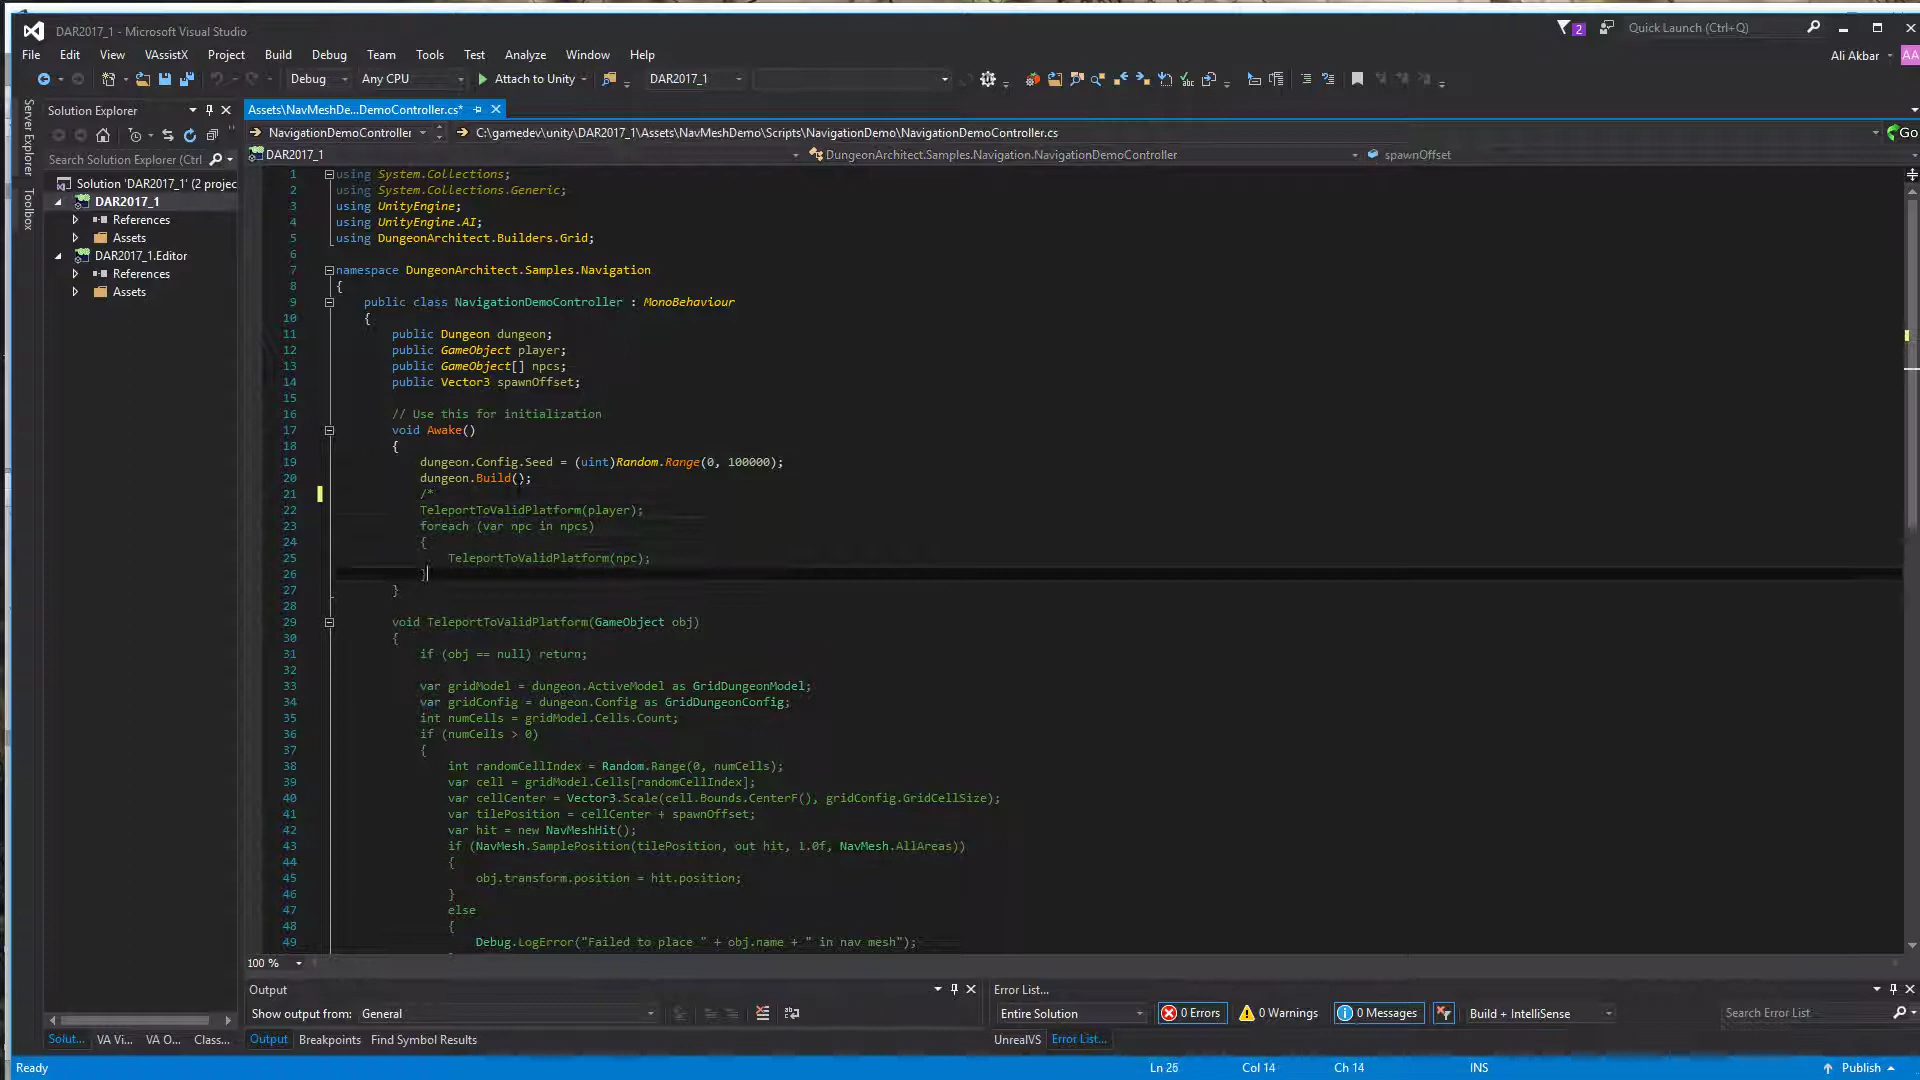 DAR2017_1 - Microsoft Visual Studio
2
Quick Launch (Ctrl+Q)
File Edit View VAssistX Project Build Debug Team Tools Test Analyze Window Help
Ali Akbar AA
Debug Any CPU Attach to Unity DAR2017_1
Server Explorer
Toolbox
Solution Explorer
Search Solution Explorer (Ctrl
Solution 'DAR2017_1' (2 projec
DAR2017_1
References
Assets
DAR2017_1.Editor
References
Assets
Assets\NavMeshDe...DemoController.cs*
NavigationDemoController C:\gamedev\unity\DAR2017_1\Assets\NavMeshDemo\Scripts\NavigationDemo\NavigationDemoController.cs Go
DAR2017_1 DungeonArchitect.Samples.Navigation.NavigationDemoController spawnOffset
1 using System.Collections;
2 using System.Collections.Generic;
3 using UnityEngine;
4 using UnityEngine.AI;
5 using DungeonArchitect.Builders.Grid;
6
7 namespace DungeonArchitect.Samples.Navigation
8 {
9 public class NavigationDemoController : MonoBehaviour
10 {
11 public Dungeon dungeon;
12 public GameObject player;
13 public GameObject[] npcs;
14 public Vector3 spawnOffset;
15
16 // Use this for initialization
17 void Awake()
18 {
19 dungeon.Config.Seed = (uint)Random.Range(0, 100000);
20 dungeon.Build();
21 /*
22 TeleportToValidPlatform(player);
23 foreach (var npc in npcs)
24 {
25 TeleportToValidPlatform(npc);
26 }
27 }
28
29 void TeleportToValidPlatform(GameObject obj)
30 {
31 if (obj == null) return;
32
33 var gridModel = dungeon.ActiveModel as GridDungeonModel;
34 var gridConfig = dungeon.Config as GridDungeonConfig;
35 int numCells = gridModel.Cells.Count;
36 if (numCells > 0)
37 {
38 int randomCellIndex = Random.Range(0, numCells);
39 var cell = gridModel.Cells[randomCellIndex];
40 var cellCenter = Vector3.Scale(cell.Bounds.CenterF(), gridConfig.GridCellSize);
41 var tilePosition = cellCenter + spawnOffset;
42 var hit = new NavMeshHit();
43 if (NavMesh.SamplePosition(tilePosition, out hit, 1.0f, NavMesh.AllAreas))
44 {
45 obj.transform.position = hit.position;
46 }
47 else
48 {
49 Debug.LogError("Failed to place " + obj.name + " in nav mesh");
100 %
Output
Show output from: General
Error List...
Entire Solution 0 Errors 0 Warnings 0 Messages Build + IntelliSense Search Error List
Solut... VA Vi... VA O... Class...
Output Breakpoints Find Symbol Results
UnrealVS Error List...
Ready Ln 26 Col 14 Ch 14 INS Publish